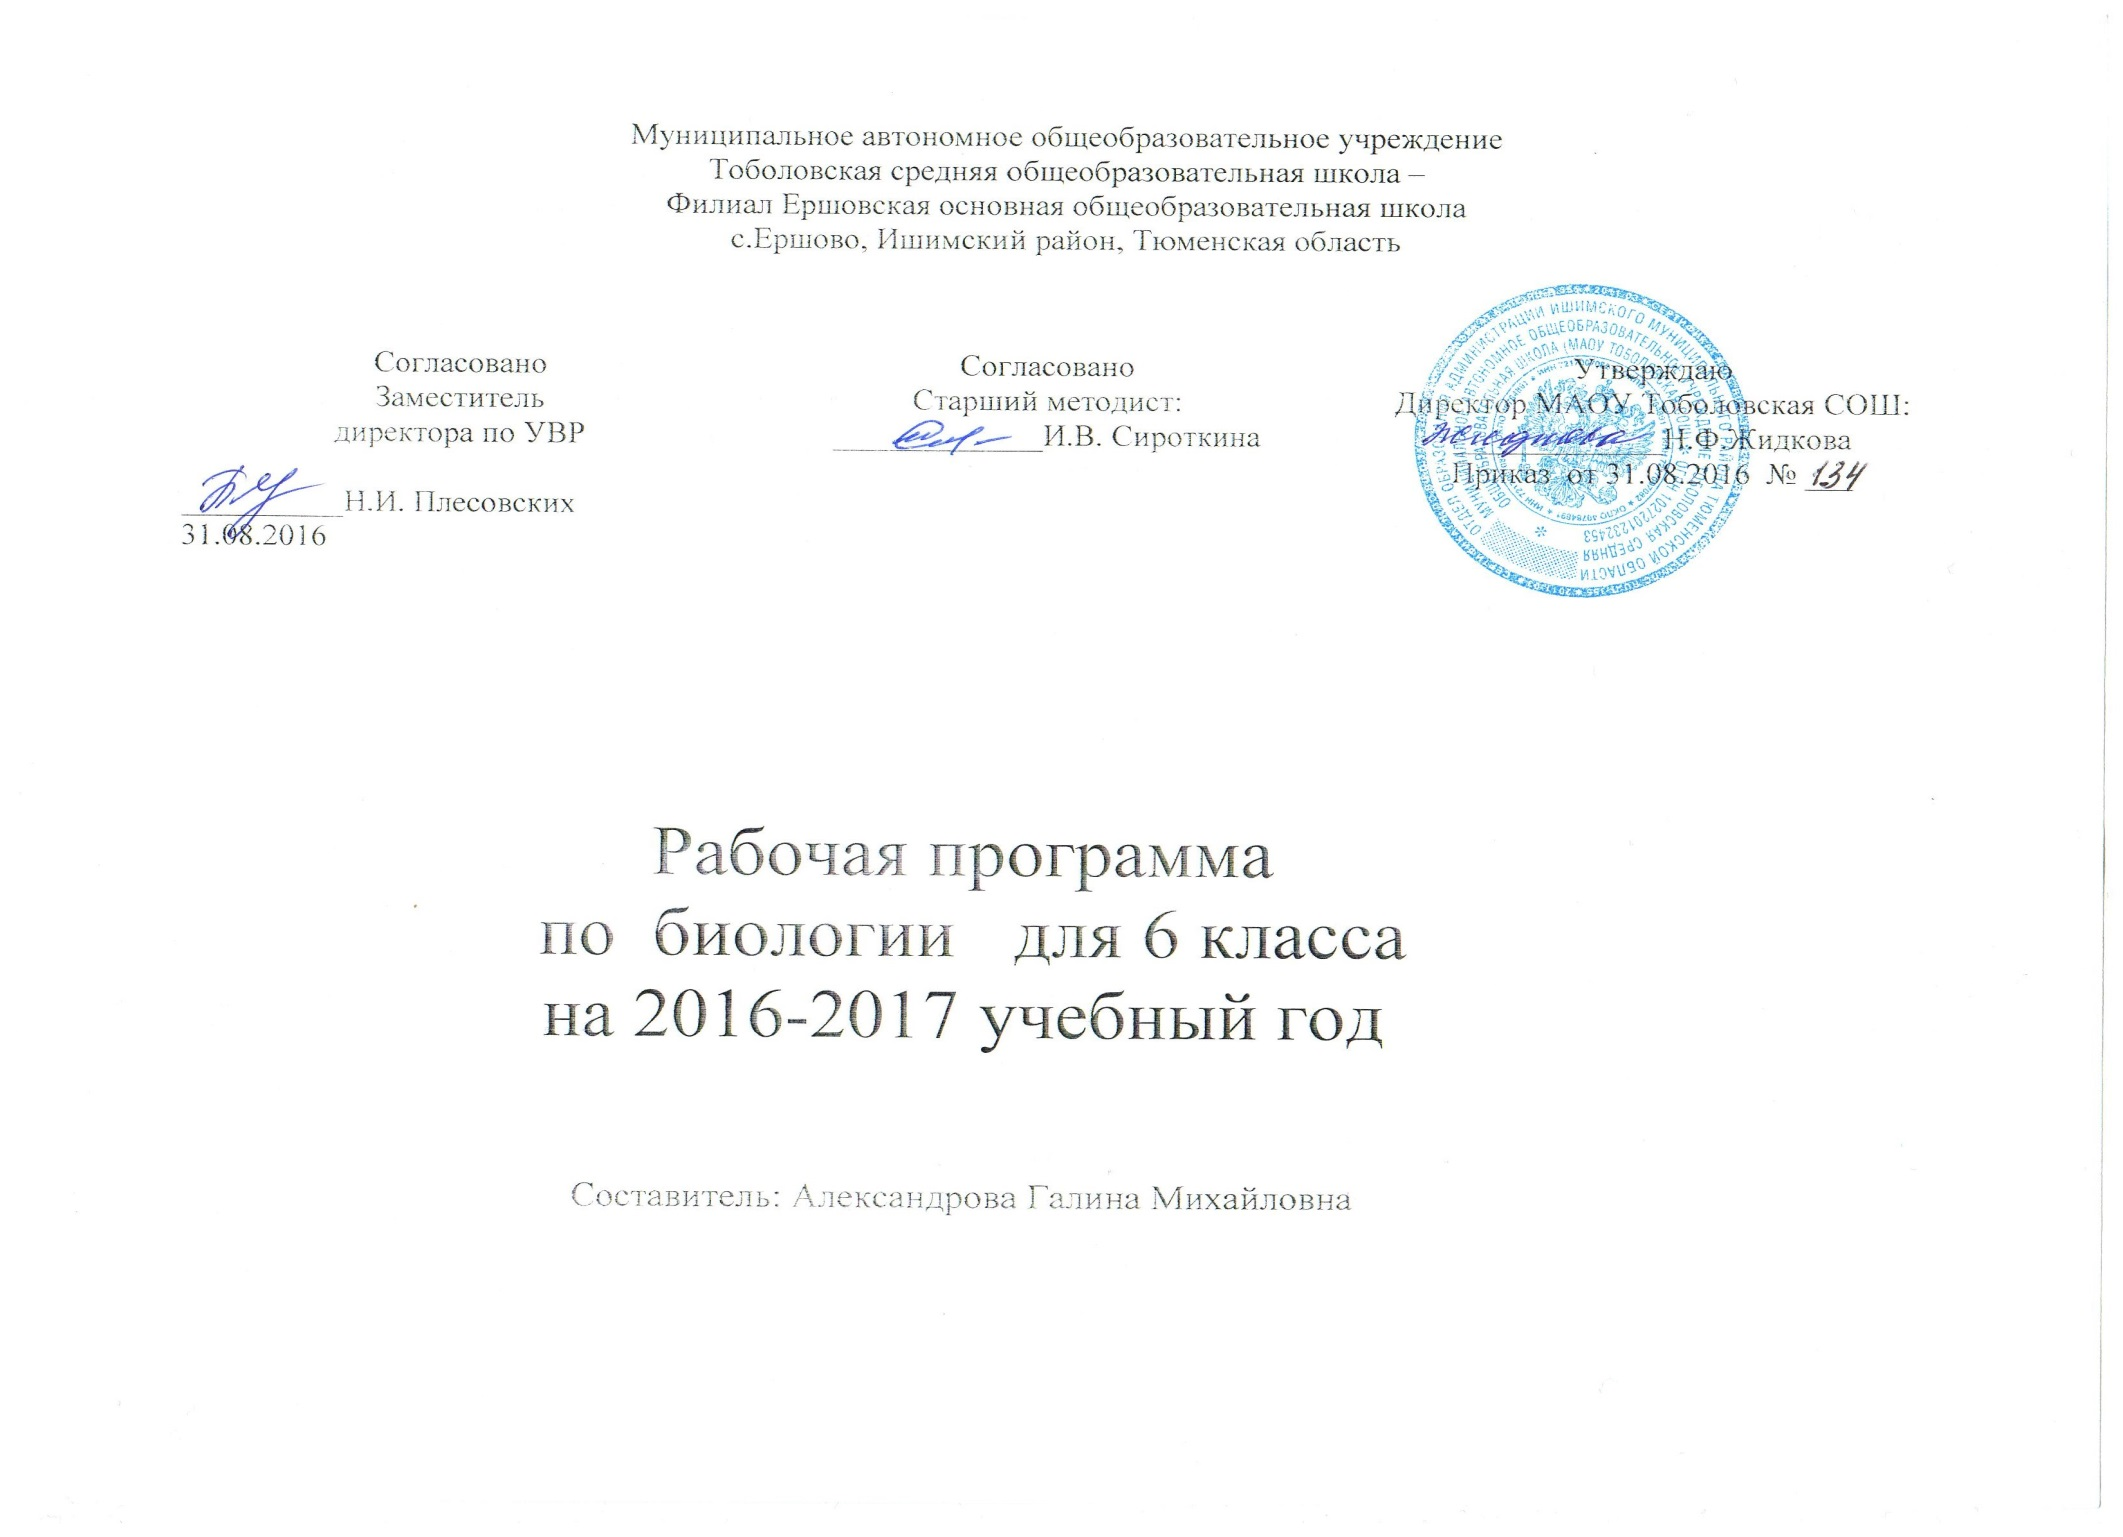 Муниципальное автономное общеобразовательное учреждение
Тоболовская средняя общеобразовательная школа –
Филиал Ершовская основная общеобразовательная школа
с.Ершово, Ишимский район, Тюменская область
Согласовано
Заместитель
директора по УВР
Н.И. Плесовских
31.08.2016
Согласовано
Старший методист:
И.В. Сироткина
Утверждаю
Директор МАОУ Тоболовская СОШ:
Н.Ф.Жидкова
Приказ от 31.08.2016 № 134
Рабочая программа
по биологии для 6 класса
на 2016-2017 учебный год
Составитель: Александрова Галина Михайловна